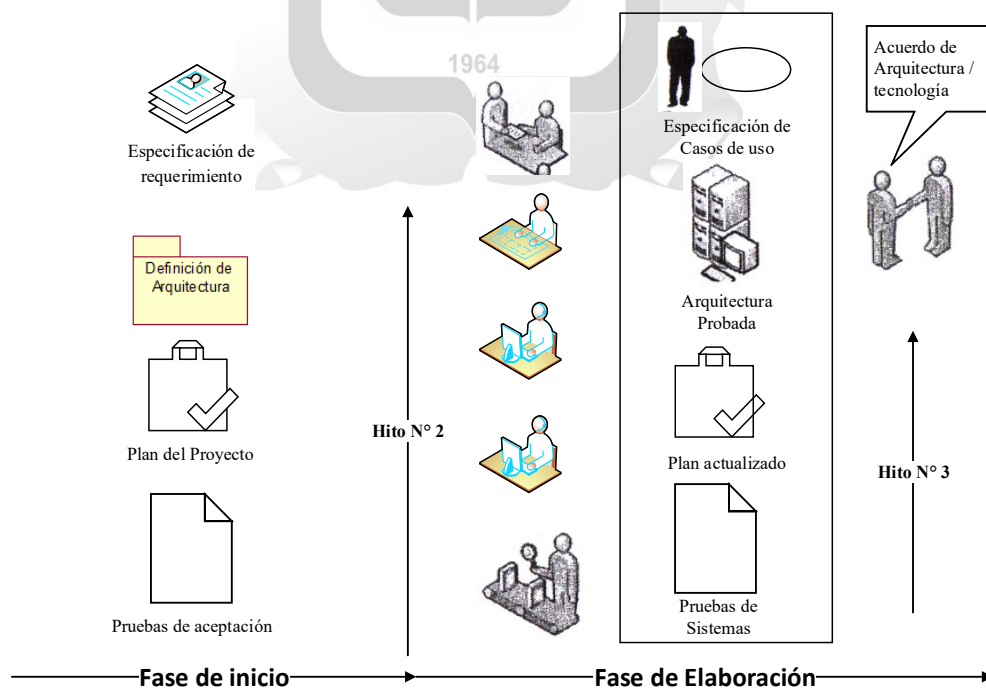 1964
Especificación de
requerimiento
Definición de
Arquitectura
Plan del Proyecto
Pruebas de aceptación
Hito N° 2
Especificación de
Casos de uso
Arquitectura
Probada
Plan actualizado
Pruebas de
Sistemas
Acuerdo de
Arquitectura /
tecnología
Hito N° 3
Fase de inicio
Fase de Elaboración